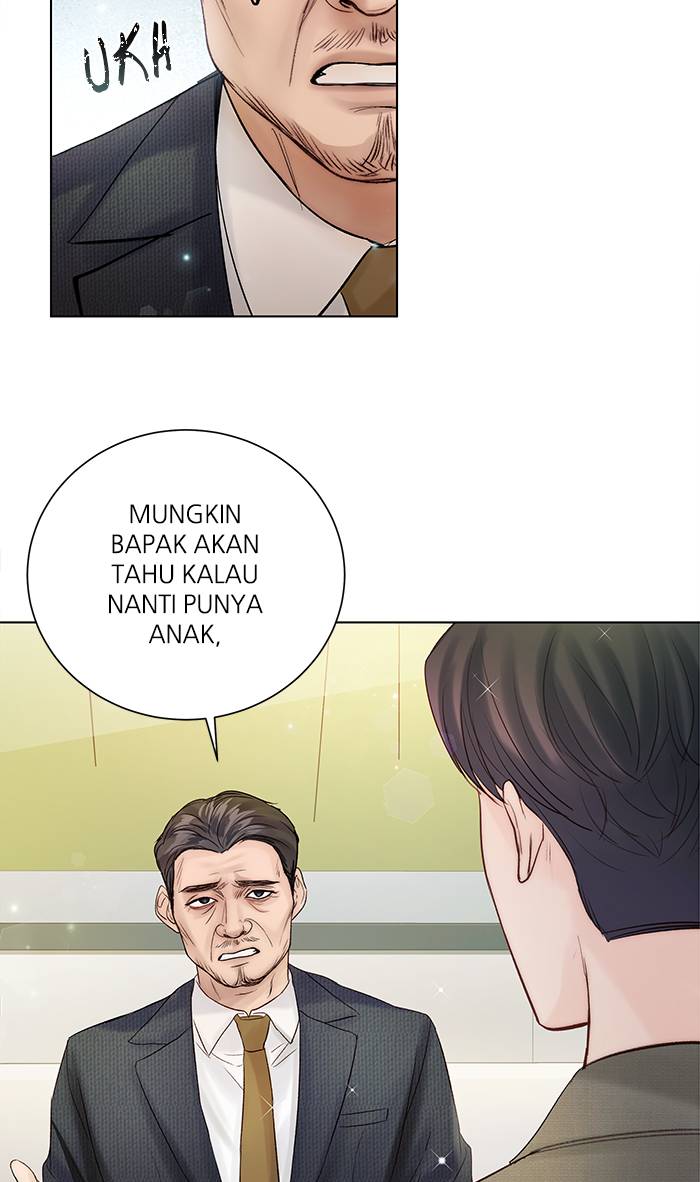 UKH
MUNGKIN
BAPAK AKAN
TAHU KALAU
NANTI PUNYA
ANAK,